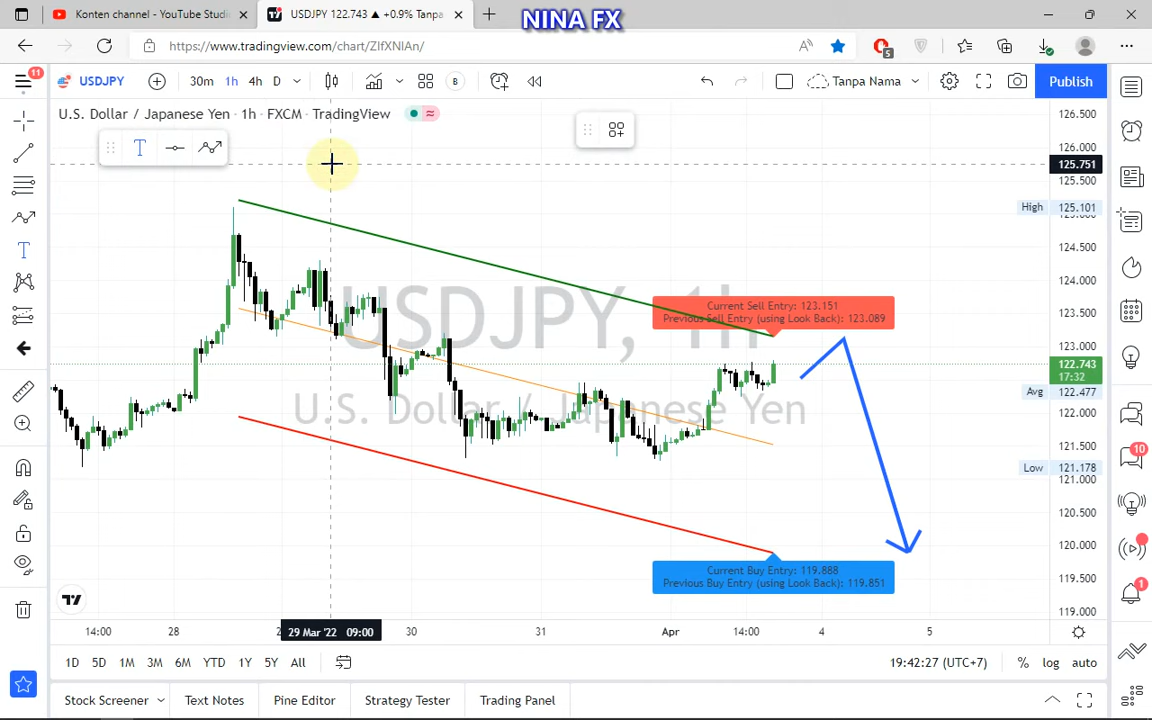 Konten channel - YouTube Studi
USDJPY 122.743 ▲ +0.9% Tanpa
NINA FX
https://www.tradingview.com/chart/ZIfXNIAn/
5
11
USDJPY
30m
1h
4h
D
B
Tanpa Nama
Publish
U.S. Dollar / Japanese Yen · 1h · FXCM · TradingView
T
T
126.500
126.000
125.751
125.500
High 125.101
124.500
124.000
123.500
123.000
122.743
17:32
Avg 122.477
122.000
121.500
Low 121.178
121.000
120.500
120.000
119.500
119.000
USDJPY, 1h
U.S. Dollar / Japanese Yen
Current Sell Entry: 123.151
Previous Sell Entry (using Look Back): 123.089
Current Buy Entry: 119.888
Previous Buy Entry (using Look Back): 119.851
10
1
14:00
28
29 Mar '22 09:00
30
31
Apr
14:00
4
5
1D
5D
1M
3M
6M
YTD
1Y
5Y
All
19:42:27 (UTC+7)
%
log
auto
Stock Screener
Text Notes
Pine Editor
Strategy Tester
Trading Panel